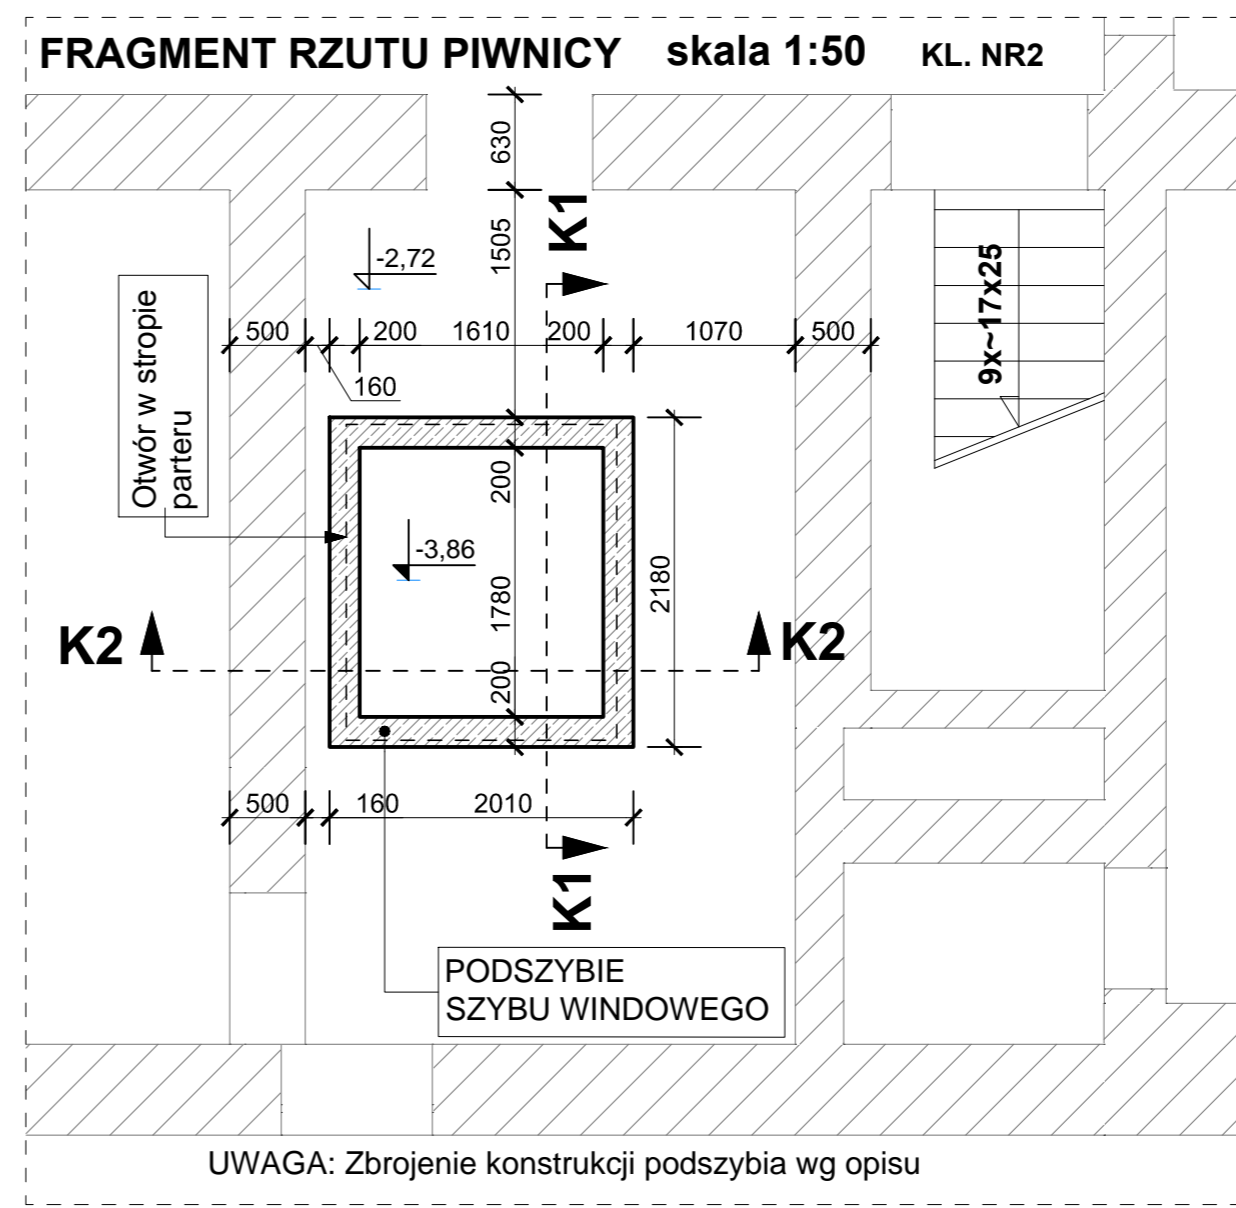 FRAGMENT RZUTU PIWNICY skala 1:50 KL. NR2
630
1505
K1
-2,72
500 200 1610 200 1070 500
160
9x~17x25
Otwór w stropie
parteru
200
-3,86
1780
2180
K2 K2
200
500 160 2010
K1
PODSZYBIE
SZYBU WINDOWEGO
UWAGA: Zbrojenie konstrukcji podszybia wg opisu